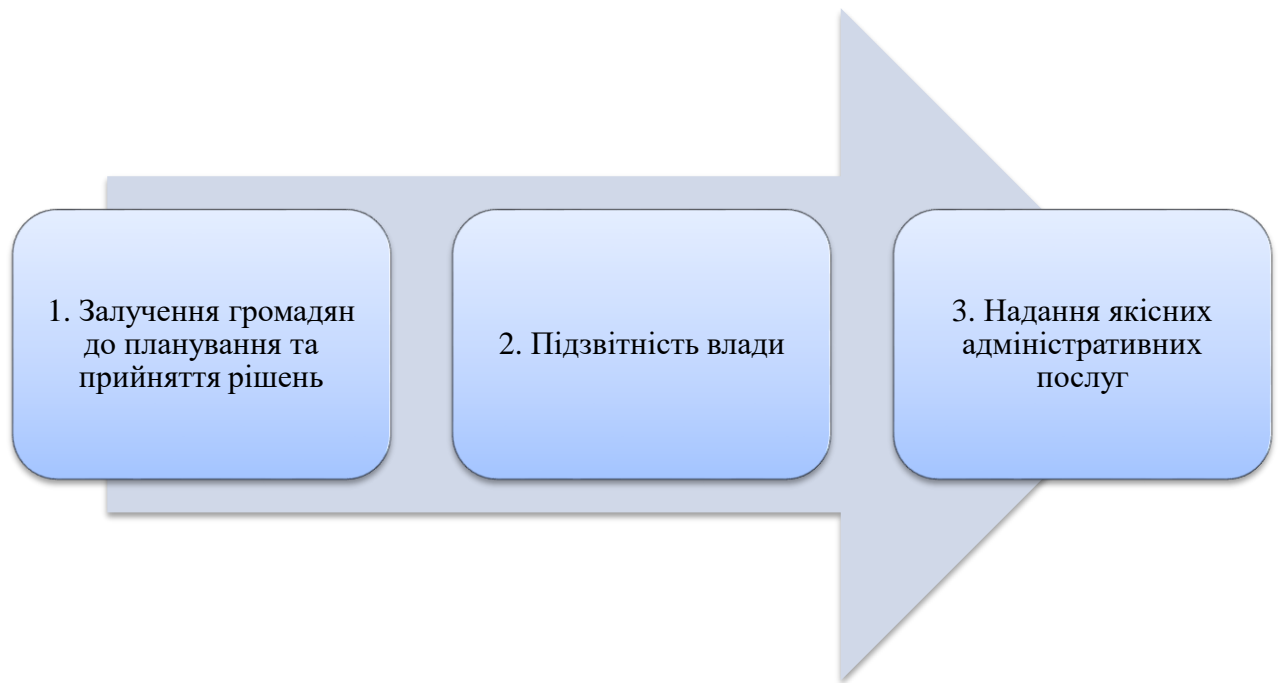 1. Залучення громадян
до планування та
прийняття рішень
2. Підзвітність влади
3. Надання якісних
адміністративних
послуг